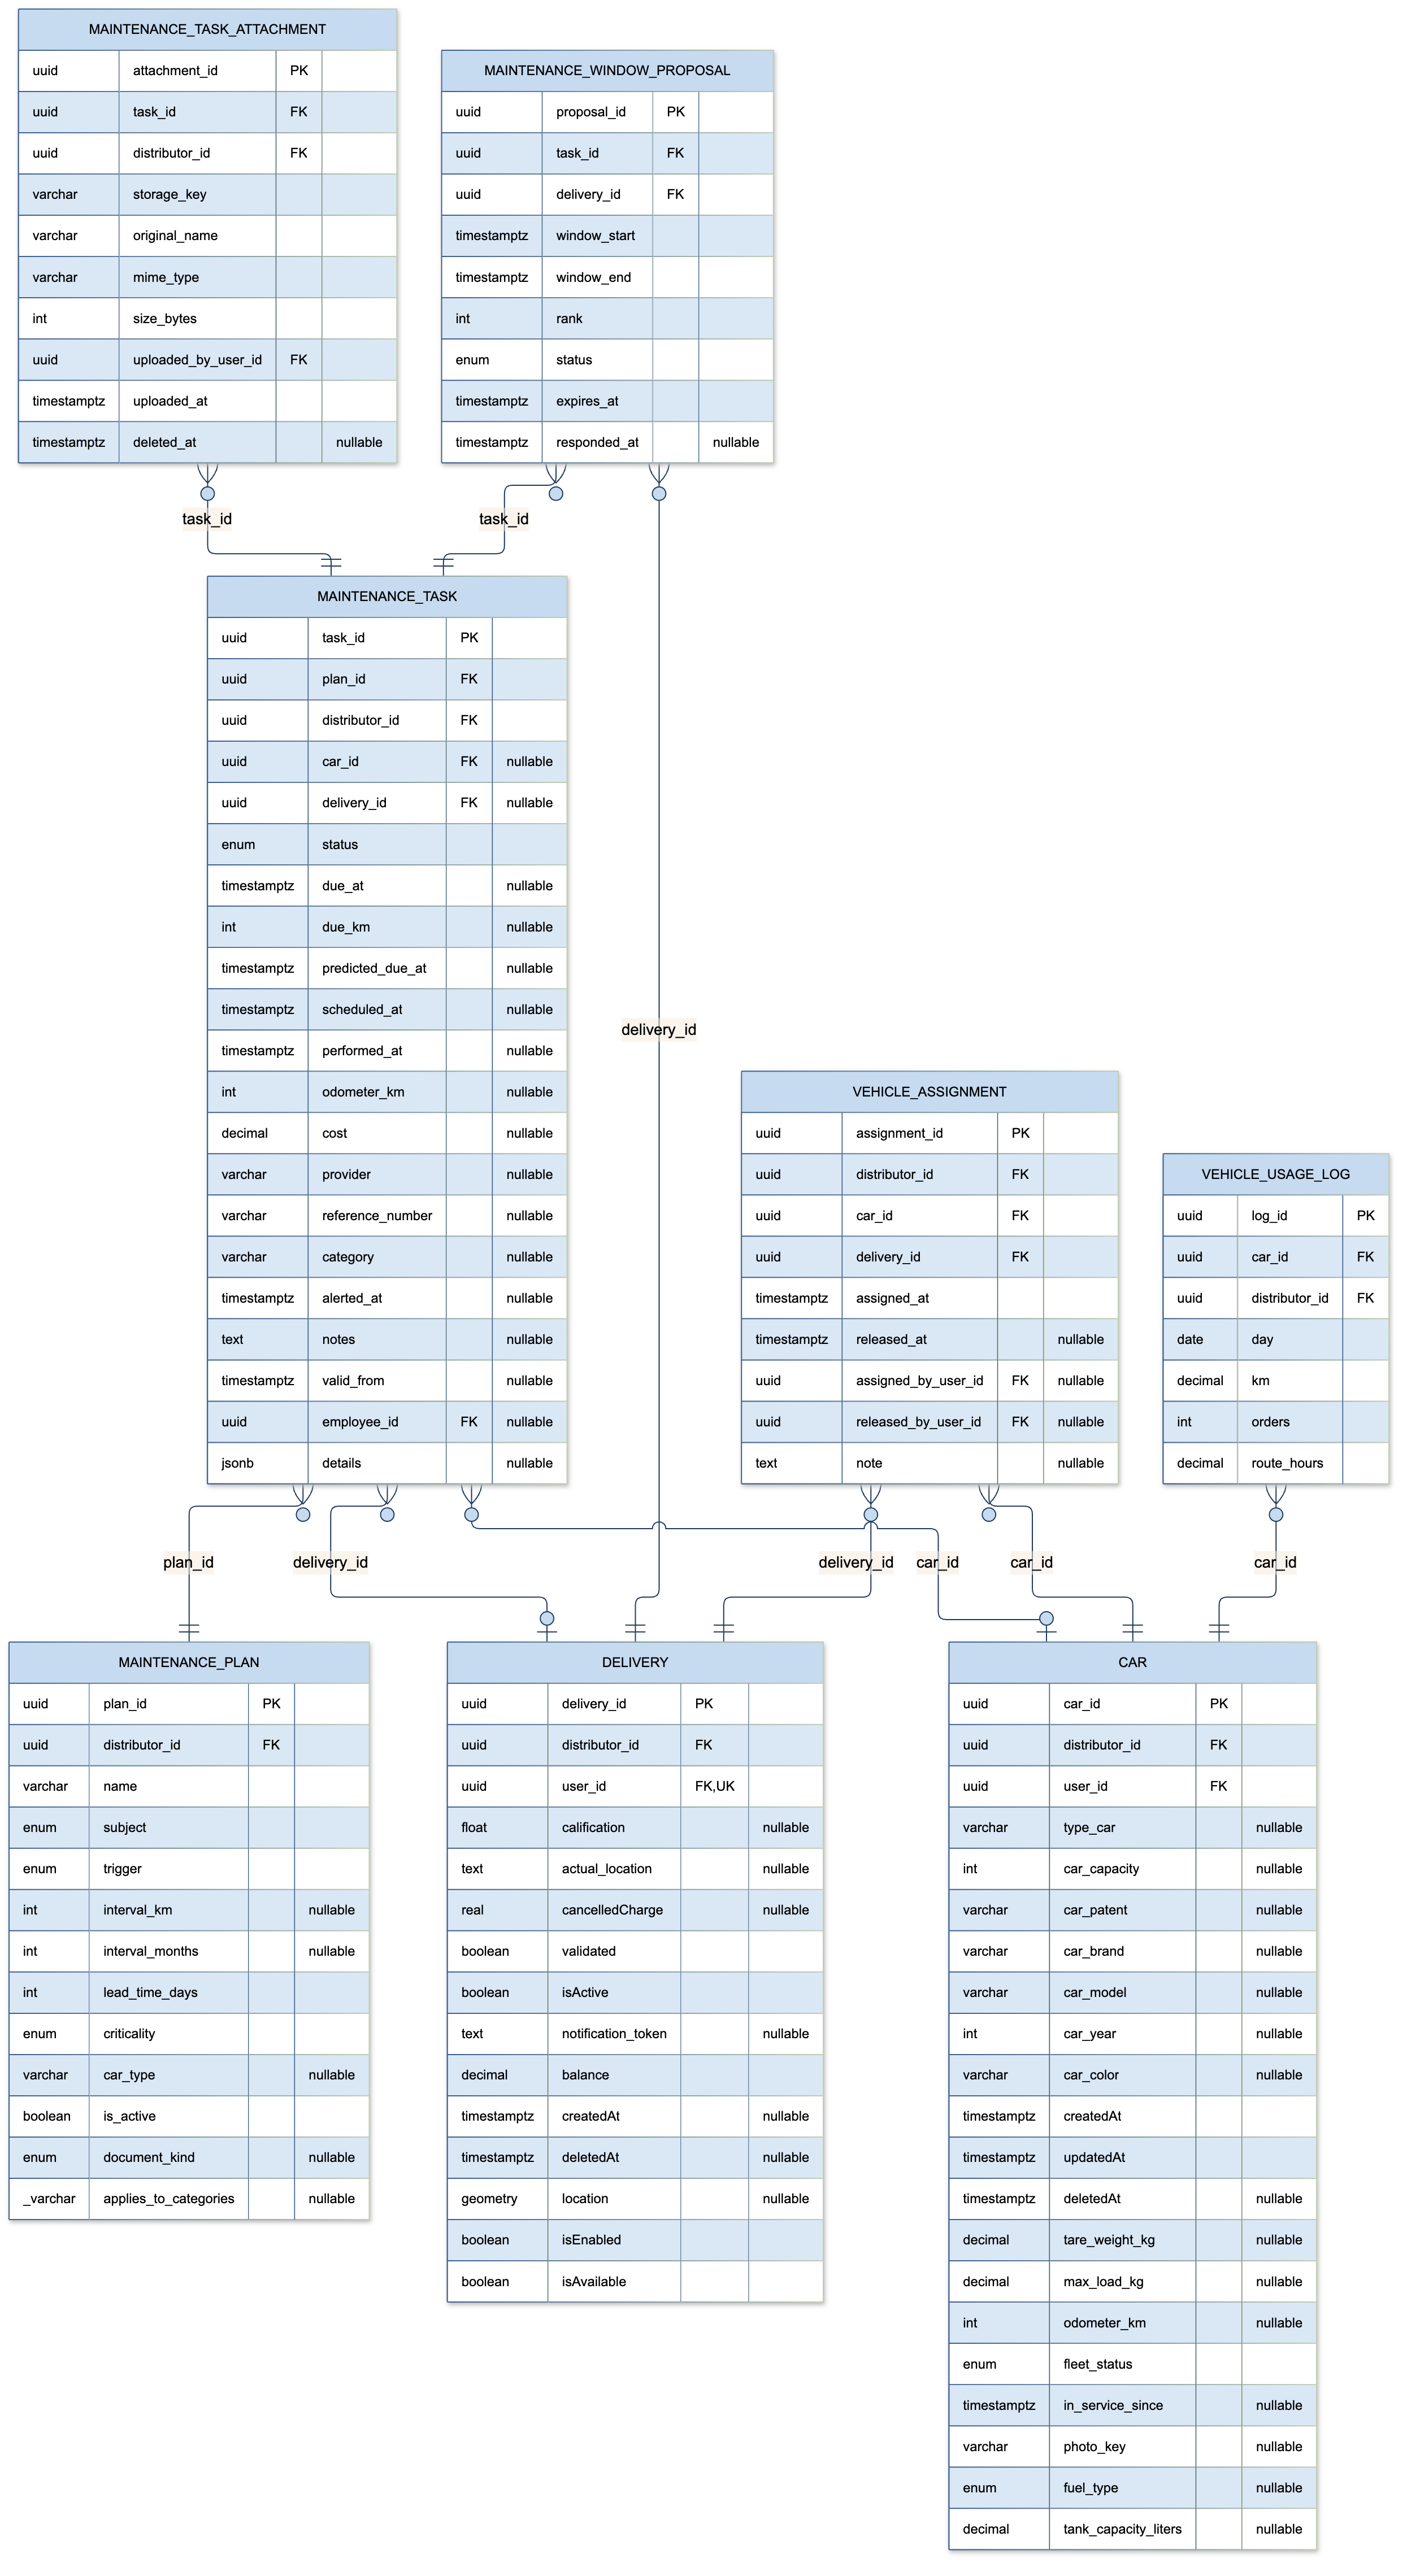 MAINTENANCE_TASK_ATTACHMENT
uuid attachment_id PK
uuid task_id FK
uuid distributor_id FK
varchar storage_key
varchar original_name
varchar mime_type
int size_bytes
uuid uploaded_by_user_id FK
timestamptz uploaded_at
timestamptz deleted_at nullable
MAINTENANCE_WINDOW_PROPOSAL
uuid proposal_id PK
uuid task_id FK
uuid delivery_id FK
timestamptz window_start
timestamptz window_end
int rank
enum status
timestamptz expires_at
timestamptz responded_at nullable
task_id
task_id
delivery_id
MAINTENANCE_TASK
uuid task_id PK
uuid plan_id FK
uuid distributor_id FK
uuid car_id FK nullable
uuid delivery_id FK nullable
enum status
timestamptz due_at nullable
int due_km nullable
timestamptz predicted_due_at nullable
timestamptz scheduled_at nullable
timestamptz performed_at nullable
int odometer_km nullable
decimal cost nullable
varchar provider nullable
varchar reference_number nullable
varchar category nullable
timestamptz alerted_at nullable
text notes nullable
timestamptz valid_from nullable
uuid employee_id FK nullable
jsonb details nullable
VEHICLE_ASSIGNMENT
uuid assignment_id PK
uuid distributor_id FK
uuid car_id FK
uuid delivery_id FK
timestamptz assigned_at
timestamptz released_at nullable
uuid assigned_by_user_id FK nullable
uuid released_by_user_id FK nullable
text note nullable
VEHICLE_USAGE_LOG
uuid log_id PK
uuid car_id FK
uuid distributor_id FK
date day
decimal km
int orders
decimal route_hours
plan_id
delivery_id
delivery_id
car_id
car_id
car_id
MAINTENANCE_PLAN
uuid plan_id PK
uuid distributor_id FK
varchar name
enum subject
enum trigger
int interval_km nullable
int interval_months nullable
int lead_time_days
enum criticality
varchar car_type nullable
boolean is_active
enum document_kind nullable
_varchar applies_to_categories nullable
DELIVERY
uuid delivery_id PK
uuid distributor_id FK
uuid user_id FK,UK
float calification nullable
text actual_location nullable
real cancelledCharge nullable
boolean validated
boolean isActive
text notification_token nullable
decimal balance
timestamptz createdAt nullable
timestamptz deletedAt nullable
geometry location nullable
boolean isEnabled
boolean isAvailable
CAR
uuid car_id PK
uuid distributor_id FK
uuid user_id FK
varchar type_car nullable
int car_capacity nullable
varchar car_patent nullable
varchar car_brand nullable
varchar car_model nullable
int car_year nullable
varchar car_color nullable
timestamptz createdAt
timestamptz updatedAt
timestamptz deletedAt nullable
decimal tare_weight_kg nullable
decimal max_load_kg nullable
int odometer_km nullable
enum fleet_status
timestamptz in_service_since nullable
varchar photo_key nullable
enum fuel_type nullable
decimal tank_capacity_liters nullable